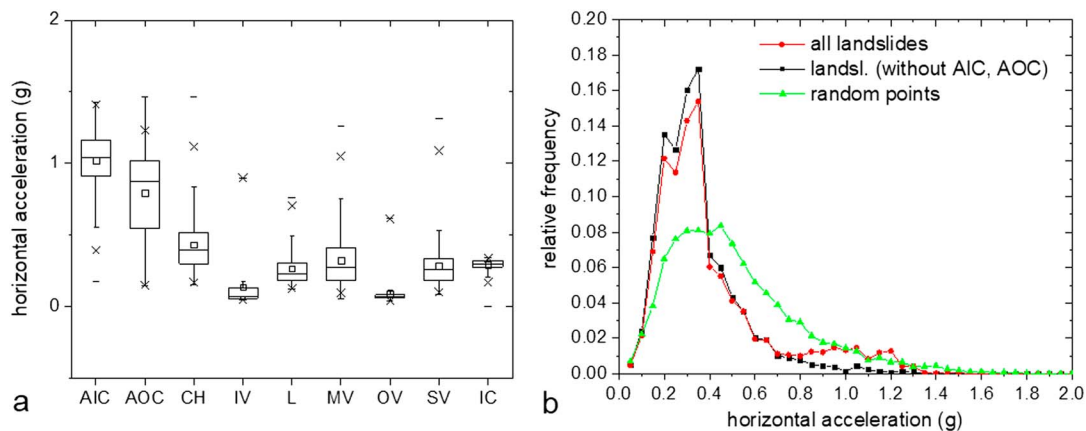 2
1
0
horizontal acceleration (g)
AIC AOC CH IV L MV OV SV IC
a
0.20
0.18
0.16
0.14
0.12
0.10
0.08
0.06
0.04
0.02
0.00
relative frequency
all landslides
landsl. (without AIC, AOC)
random points
0.0 0.2 0.4 0.6 0.8 1.0 1.2 1.4 1.6 1.8 2.0
horizontal acceleration (g)
b